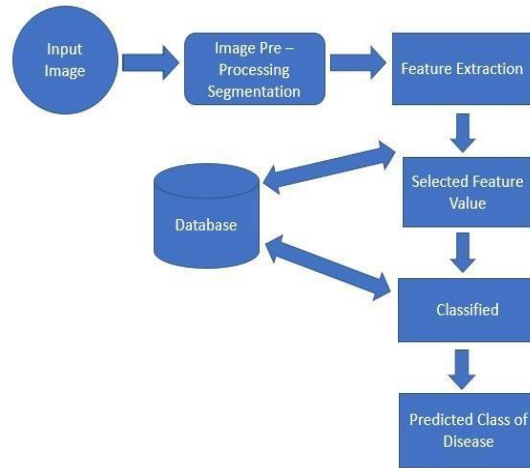 Input
Image
Image Pre –
Processing
Segmentation
Feature Extraction
Selected Feature
Value
Database
Classified
Predicted Class of
Disease